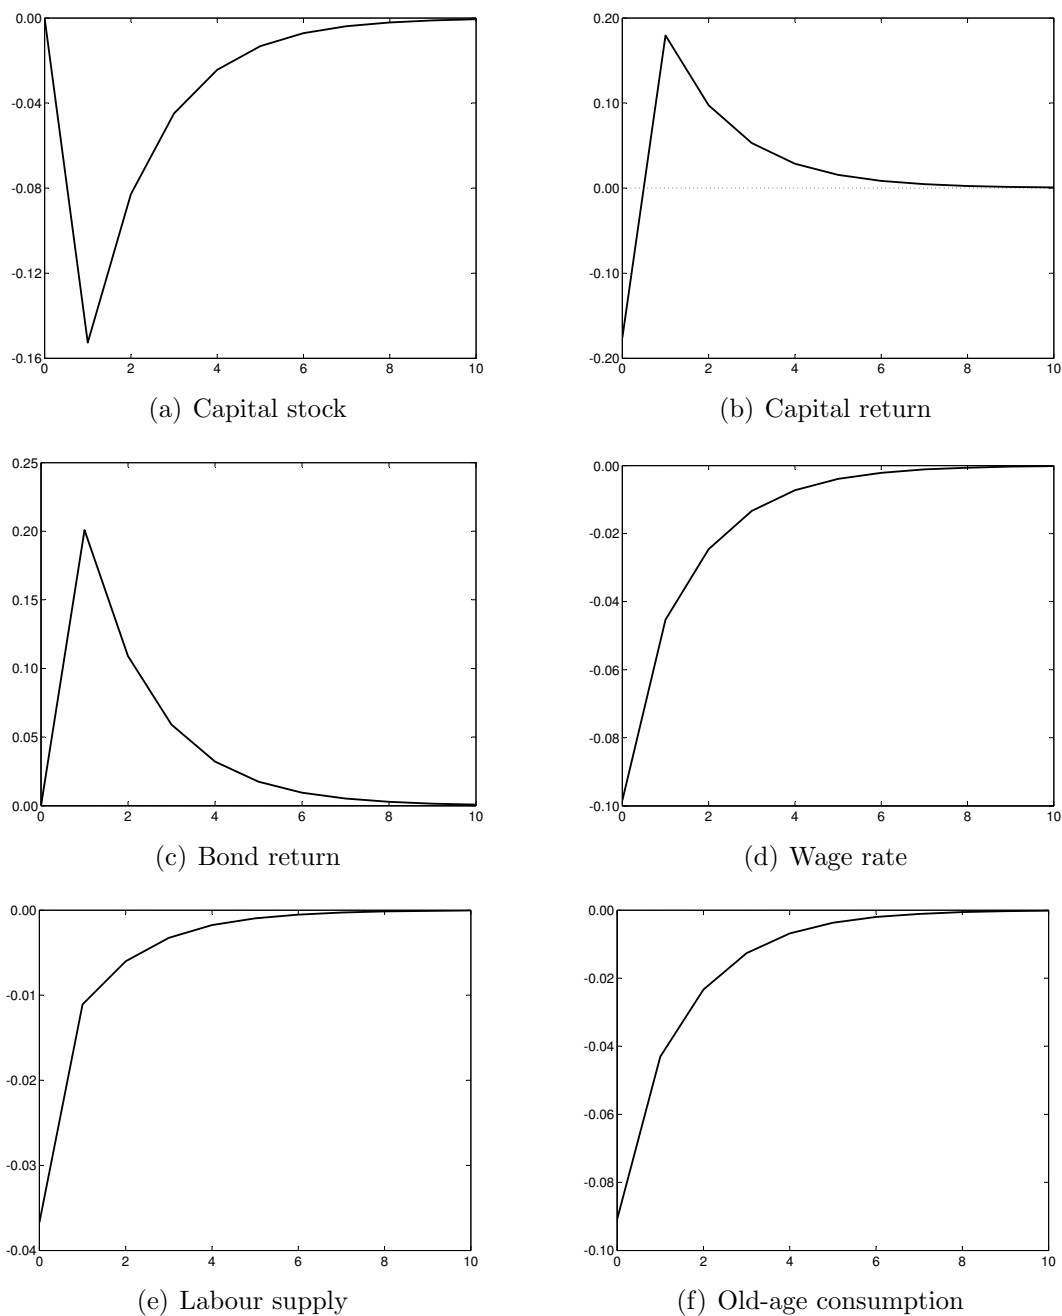 0.00
-0.04
-0.08
-0.12
-0.16
0 2 4 6 8 10
(a) Capital stock
0.20
0.10
0.00
-0.10
-0.20
0 2 4 6 8 10
(b) Capital return
0.25
0.20
0.15
0.10
0.05
0.00
0 2 4 6 8 10
(c) Bond return
0.00
-0.02
-0.04
-0.06
-0.08
-0.10
0 2 4 6 8 10
(d) Wage rate
0.00
-0.01
-0.02
-0.03
-0.04
0 2 4 6 8 10
(e) Labour supply
0.00
-0.02
-0.04
-0.06
-0.08
-0.10
0 2 4 6 8 10
(f) Old-age consumption